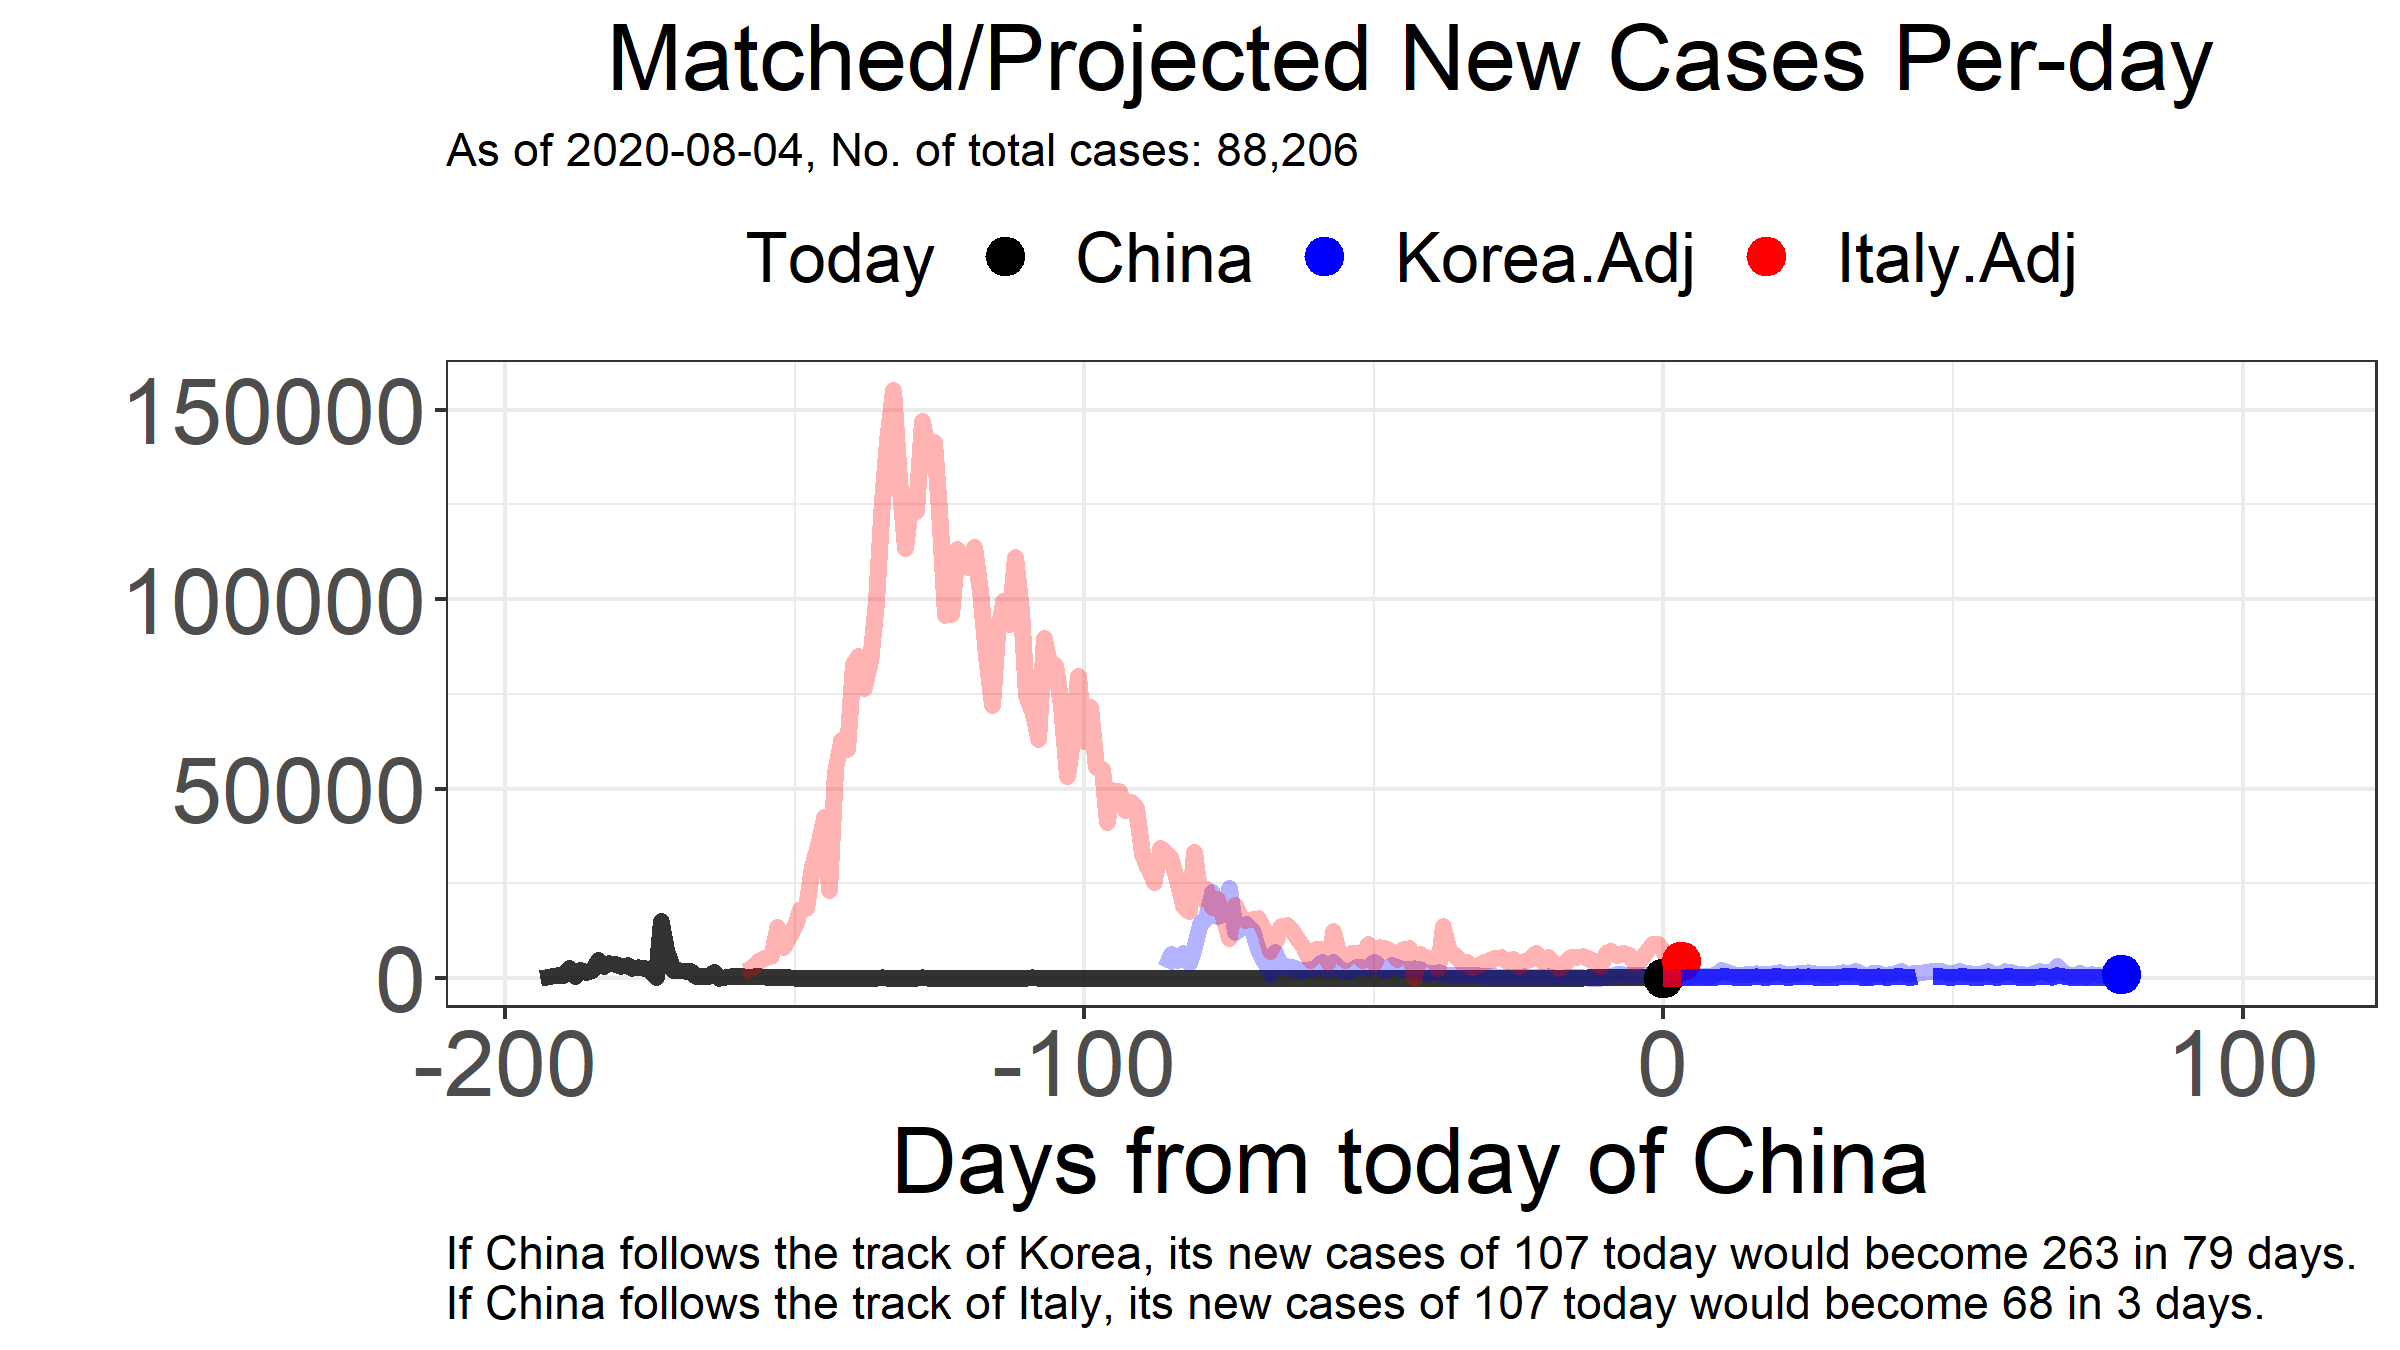 Matched/Projected New Cases Per-day
As of 2020-08-04, No. of total cases: 88,206
Today China Korea.Adj Italy.Adj
150000
100000
50000
0
-200 -100 0 100
Days from today of China
If China follows the track of Korea, its new cases of 107 today would become 263 in 79 days.
If China follows the track of Italy, its new cases of 107 today would become 68 in 3 days.